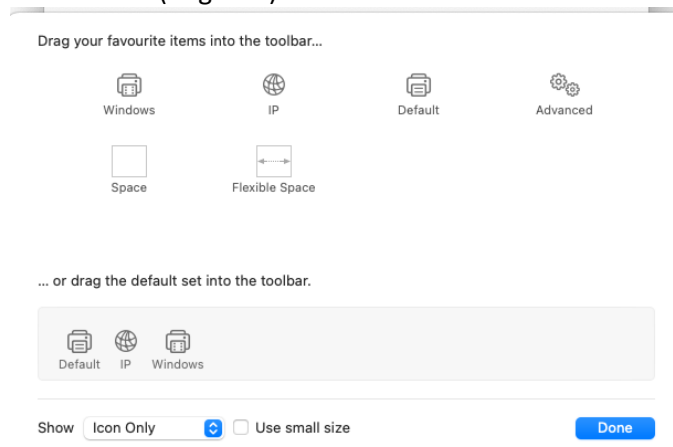 Drag your favourite items into the toolbar...
Windows IP Default Advanced
Space Flexible Space
... or drag the default set into the toolbar.
Default IP Windows
Show Icon Only Use small size Done